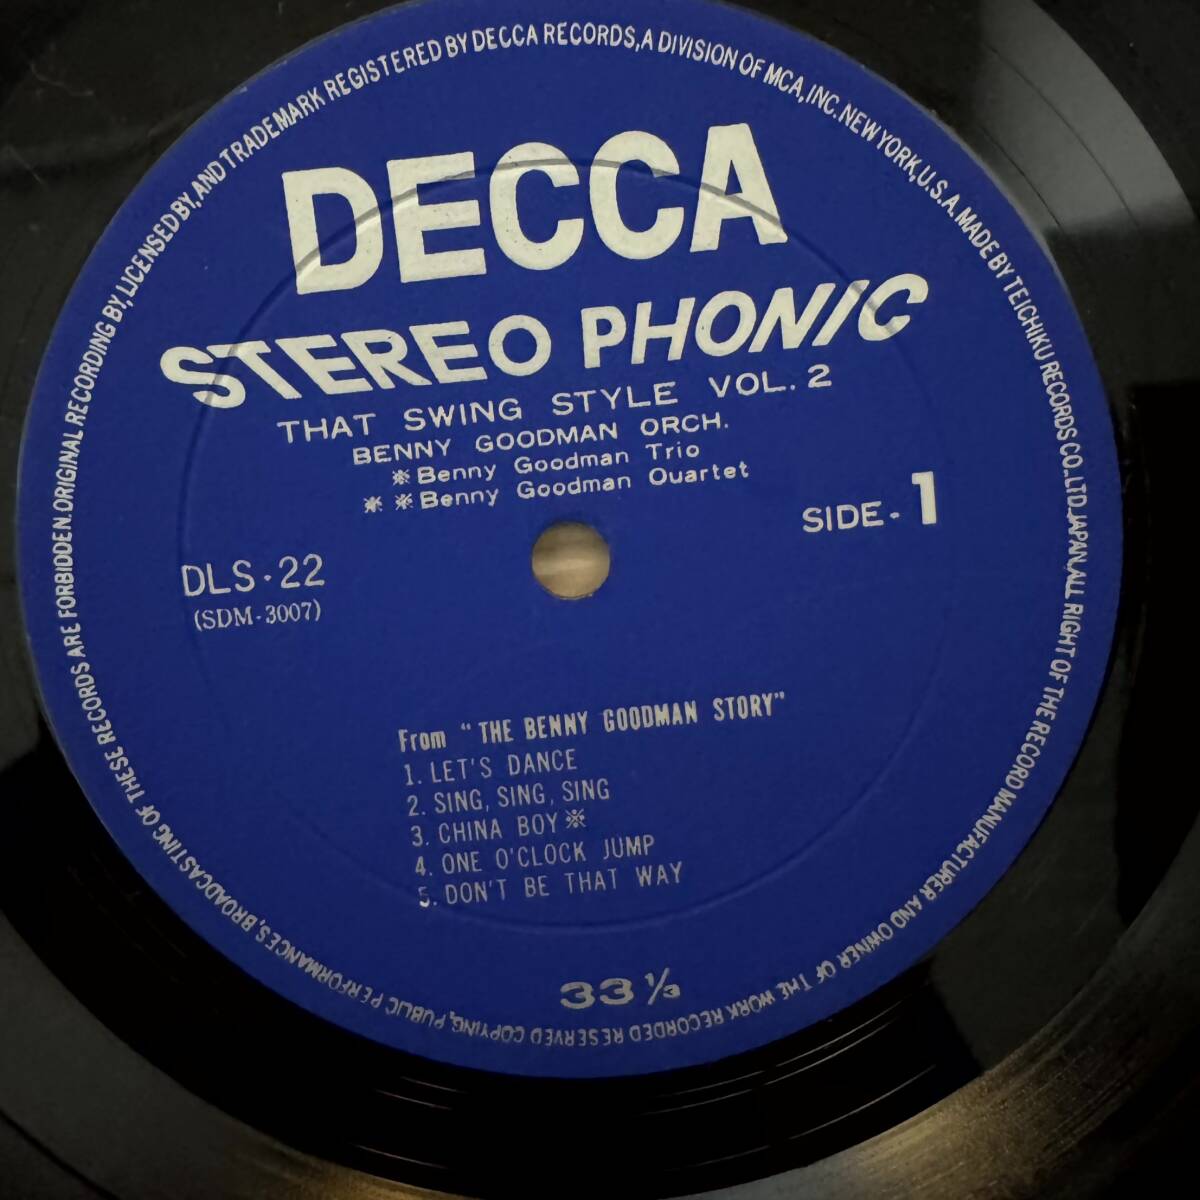 DECCA
STEREO PHONIC
THAT SWING STYLE VOL. 2
BENNY GOODMAN ORCH.
※Benny Goodman Trio
※ ※Benny Goodman Ouartet
SIDE - 1
DLS - 22
(SDM - 3007)
From "THE BENNY GOODMAN STORY"
1. LET'S DANCE
2. SING, SING, SING
3. CHINA BOY※
4. ONE O'CLOCK JUMP
5. DON'T BE THAT WAY
33 ⅓
ORIGINAL RECORDING BY, LICENSED BY, AND TRADEMARK REGISTERED BY DECCA RECORDS, A DIVISION OF MCA, INC. NEW YORK, U.S.A. MADE BY TEICHIKU RECORDS CO. LTD. JAPAN, ALL RIGHT OF THE RECORD MANUFACTURER AND OWNER OF THE WORK RECORDED RESERVED COPYING, PUBLIC PERFORMANCES, BROADCASTING OF THESE RECORDS ARE FORBIDDEN.